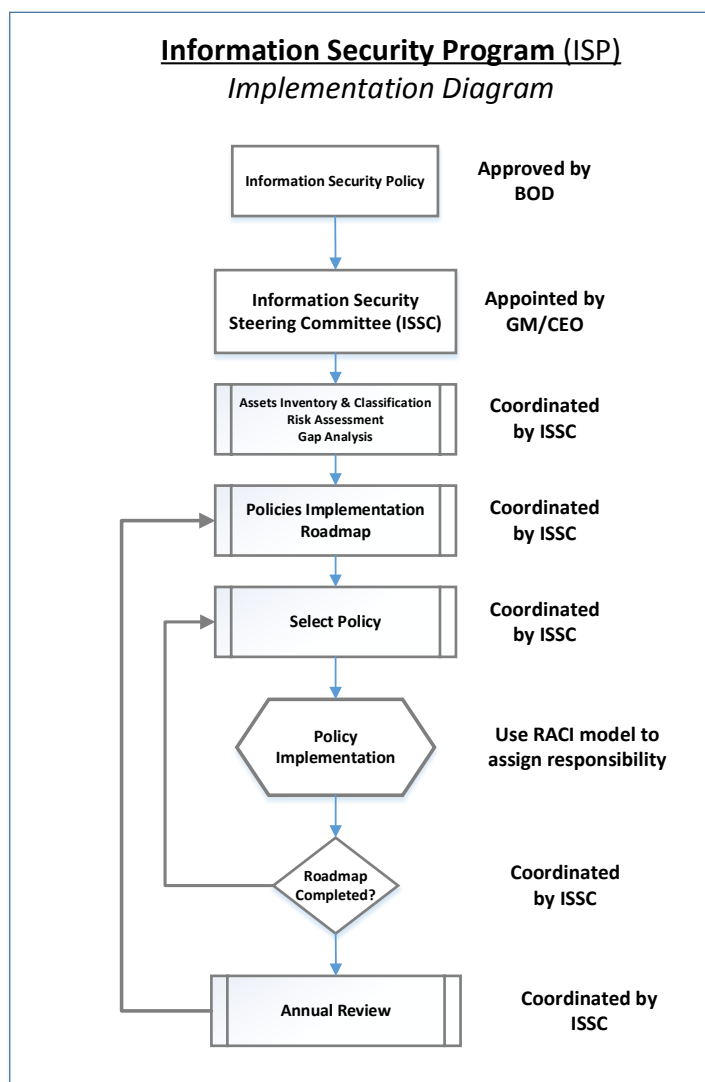 Information Security Program (ISP)
Implementation Diagram
Information Security Policy
Approved by
BOD
Information Security
Steering Committee (ISSC)
Appointed by
GM/CEO
Assets Inventory & Classification
Risk Assessment
Gap Analysis
Coordinated
by ISSC
Policies Implementation
Roadmap
Coordinated
by ISSC
Select Policy
Coordinated
by ISSC
Policy
Implementation
Use RACI model to
assign responsibility
Roadmap
Completed?
Coordinated
by ISSC
Annual Review
Coordinated by
ISSC